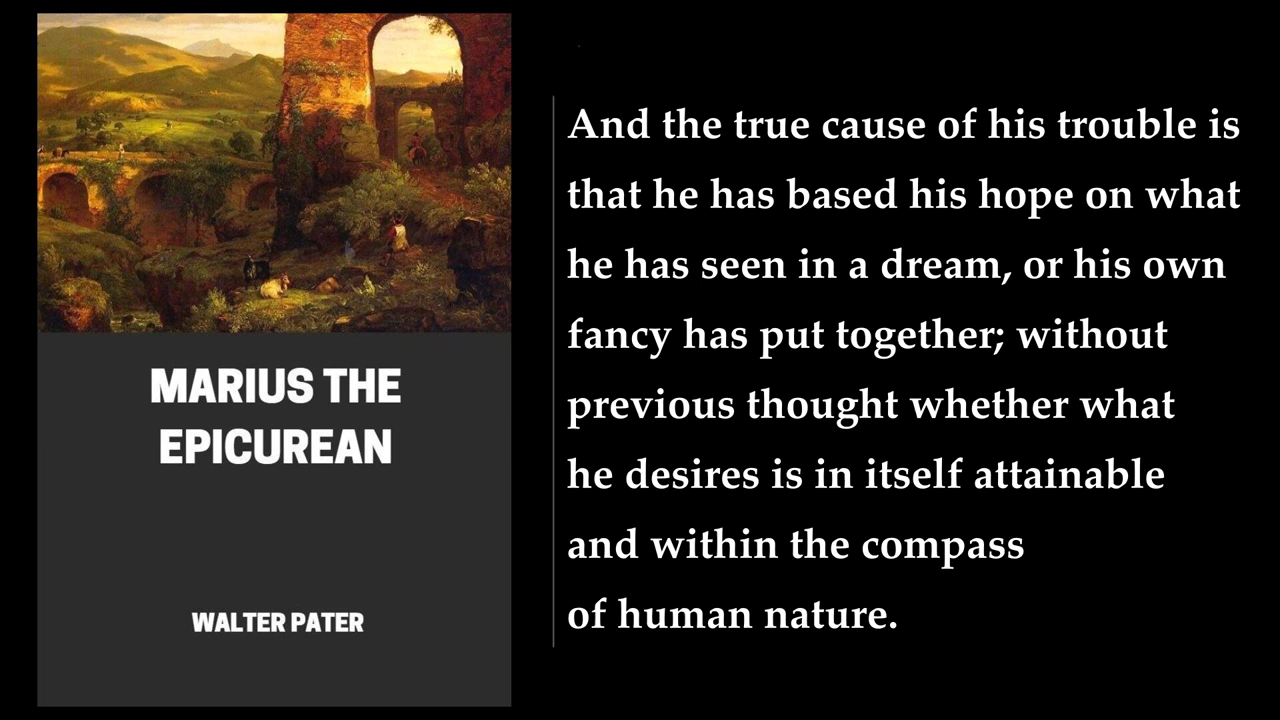 MARIUS THE
EPICUREAN
WALTER PATER
And the true cause of his trouble is
that he has based his hope on what
he has seen in a dream, or his own
fancy has put together; without
previous thought whether what
he desires is in itself attainable
and within the compass
of human nature.